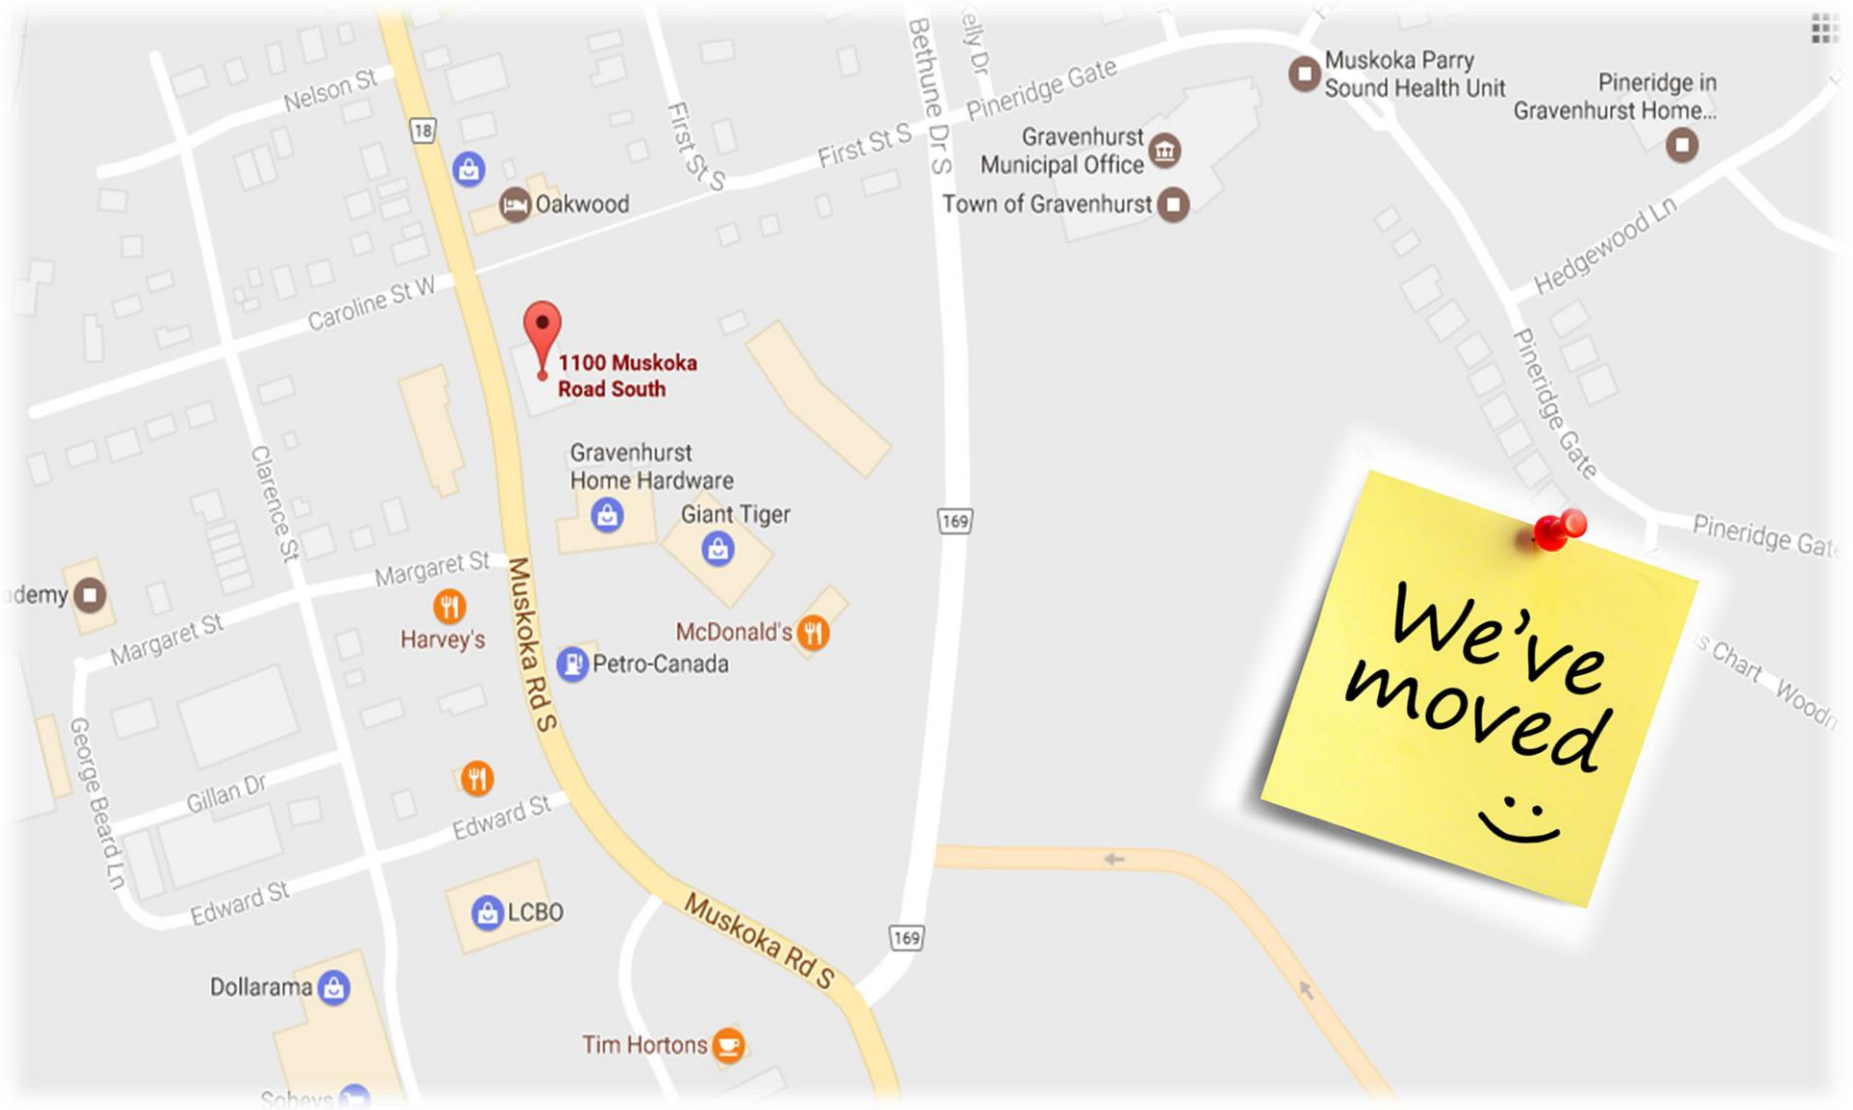 Nelson St
18
First St S
First St S
Bethune Dr S
Kelly Dr
Pineridge Gate
Muskoka Parry
Sound Health Unit
Pineridge in
Gravenhurst Home...
Gravenhurst
Municipal Office
Town of Gravenhurst
Oakwood
Caroline St W
Hedgewood Ln
1100 Muskoka
Road South
Pineridge Gate
Clarence St
Gravenhurst
Home Hardware
Giant Tiger
169
Pineridge Gate
Margaret St
ademy
Margaret St
Harvey's
Muskoka Rd S
McDonald's
Petro-Canada
We've
moved
s Chart
George Beard Ln
Gillan Dr
Edward St
Edward St
LCBO
Muskoka Rd S
169
Dollarama
Tim Hortons
Sobeys